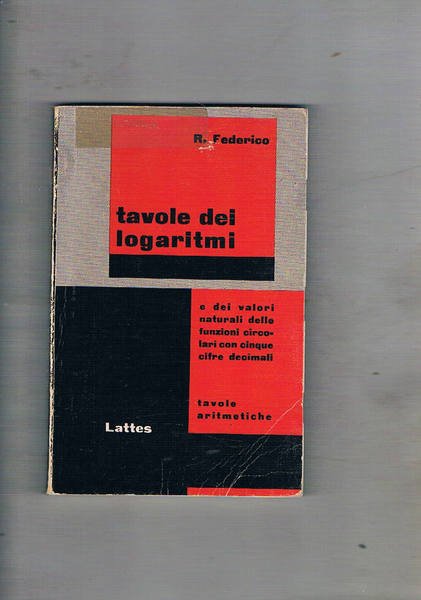 R. Federico
tavole dei
logaritmi
e dei valori
naturali delle
funzioni circo-
lari con cinque
cifre decimali
tavole
aritmetiche
Lattes